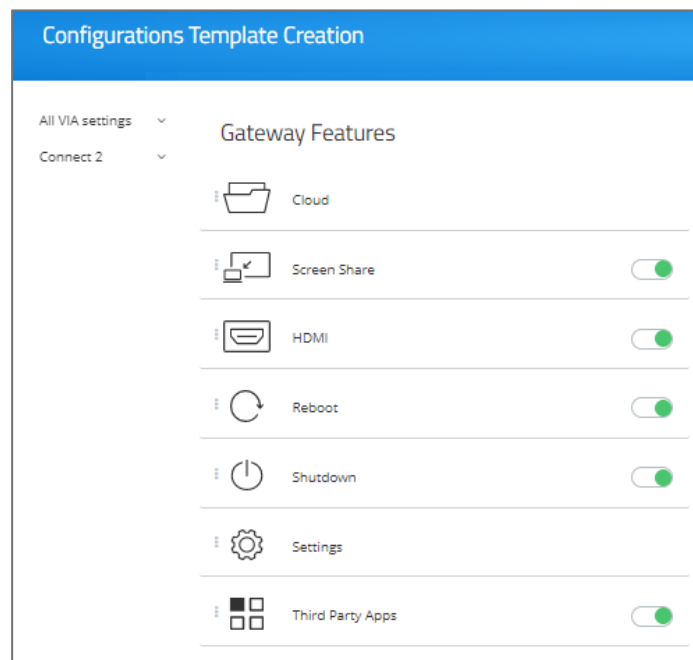 Configurations Template Creation
All VIA settings
Connect 2
Gateway Features
Cloud
Screen Share
HDMI
Reboot
Shutdown
Settings
Third Party Apps